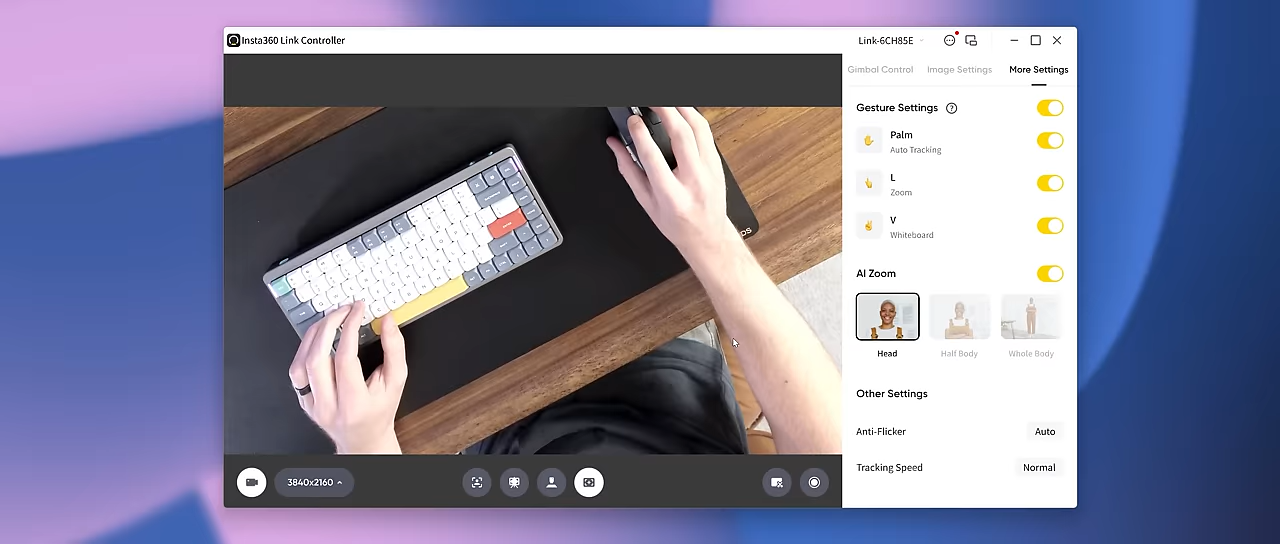 Insta360 Link Controller
Link-6CH85E
Gimbal Control
Image Settings
More Settings
Gesture Settings
Palm
Auto Tracking
L
Zoom
V
Whiteboard
AI Zoom
Head
Half Body
Whole Body
Other Settings
Anti-Flicker
Auto
Tracking Speed
Normal
3840x2160